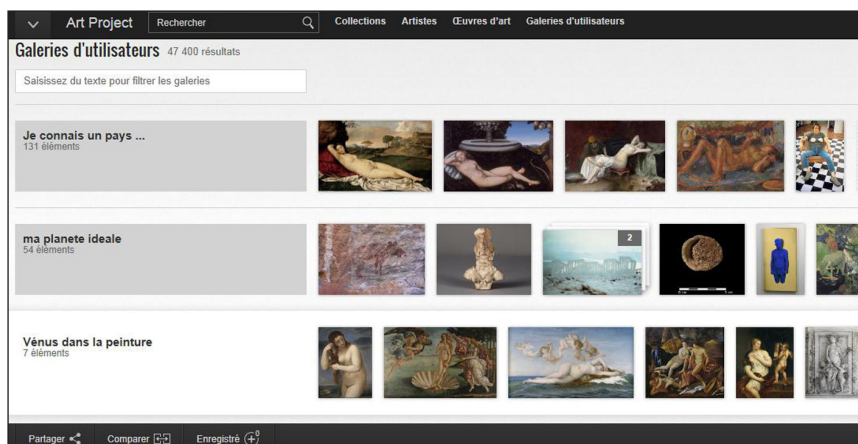 Art Project
Rechercher
Collections Artistes Œuvres d'art Galeries d'utilisateurs
Galeries d'utilisateurs 47 400 résultats
Saisissez du texte pour filtrer les galeries
Je connais un pays ...
131 éléments
ma planete ideale
54 éléments
2
Vénus dans la peinture
7 éléments
Partager Comparer Enregistré 0